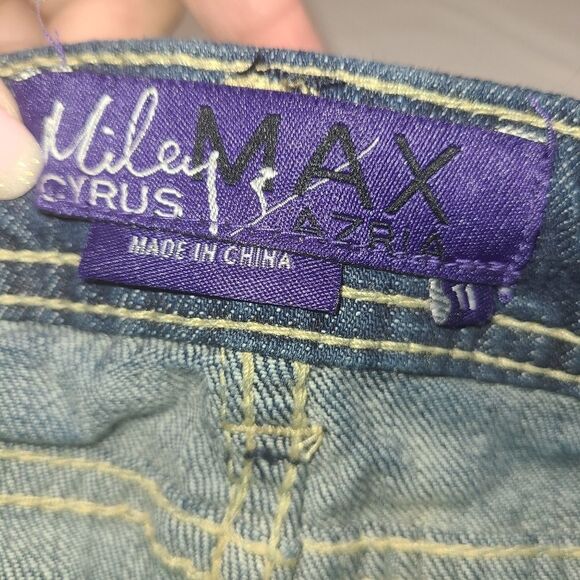 Miley MAX
CYRUS & AZRIA
MADE IN CHINA
11